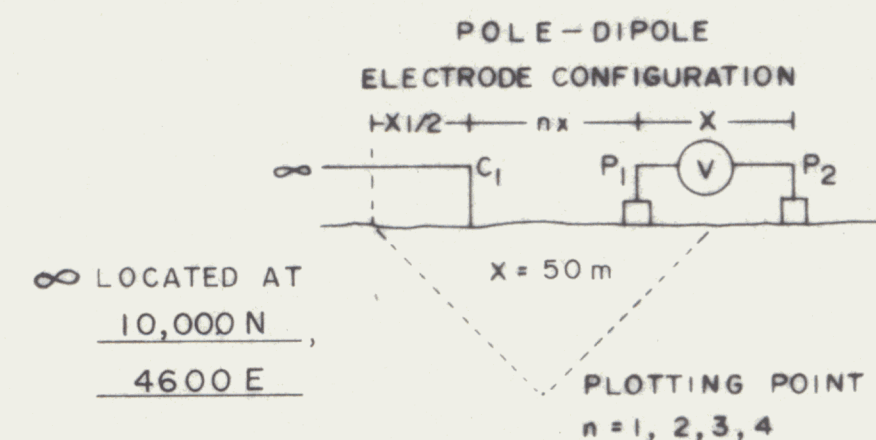 POLE-DIPOLE
ELECTRODE CONFIGURATION
X1/2 nx X
∞ C1 P1 V P2
X = 50 m
∞ LOCATED AT
10,000 N,
4600 E
PLOTTING POINT
n = 1, 2, 3, 4